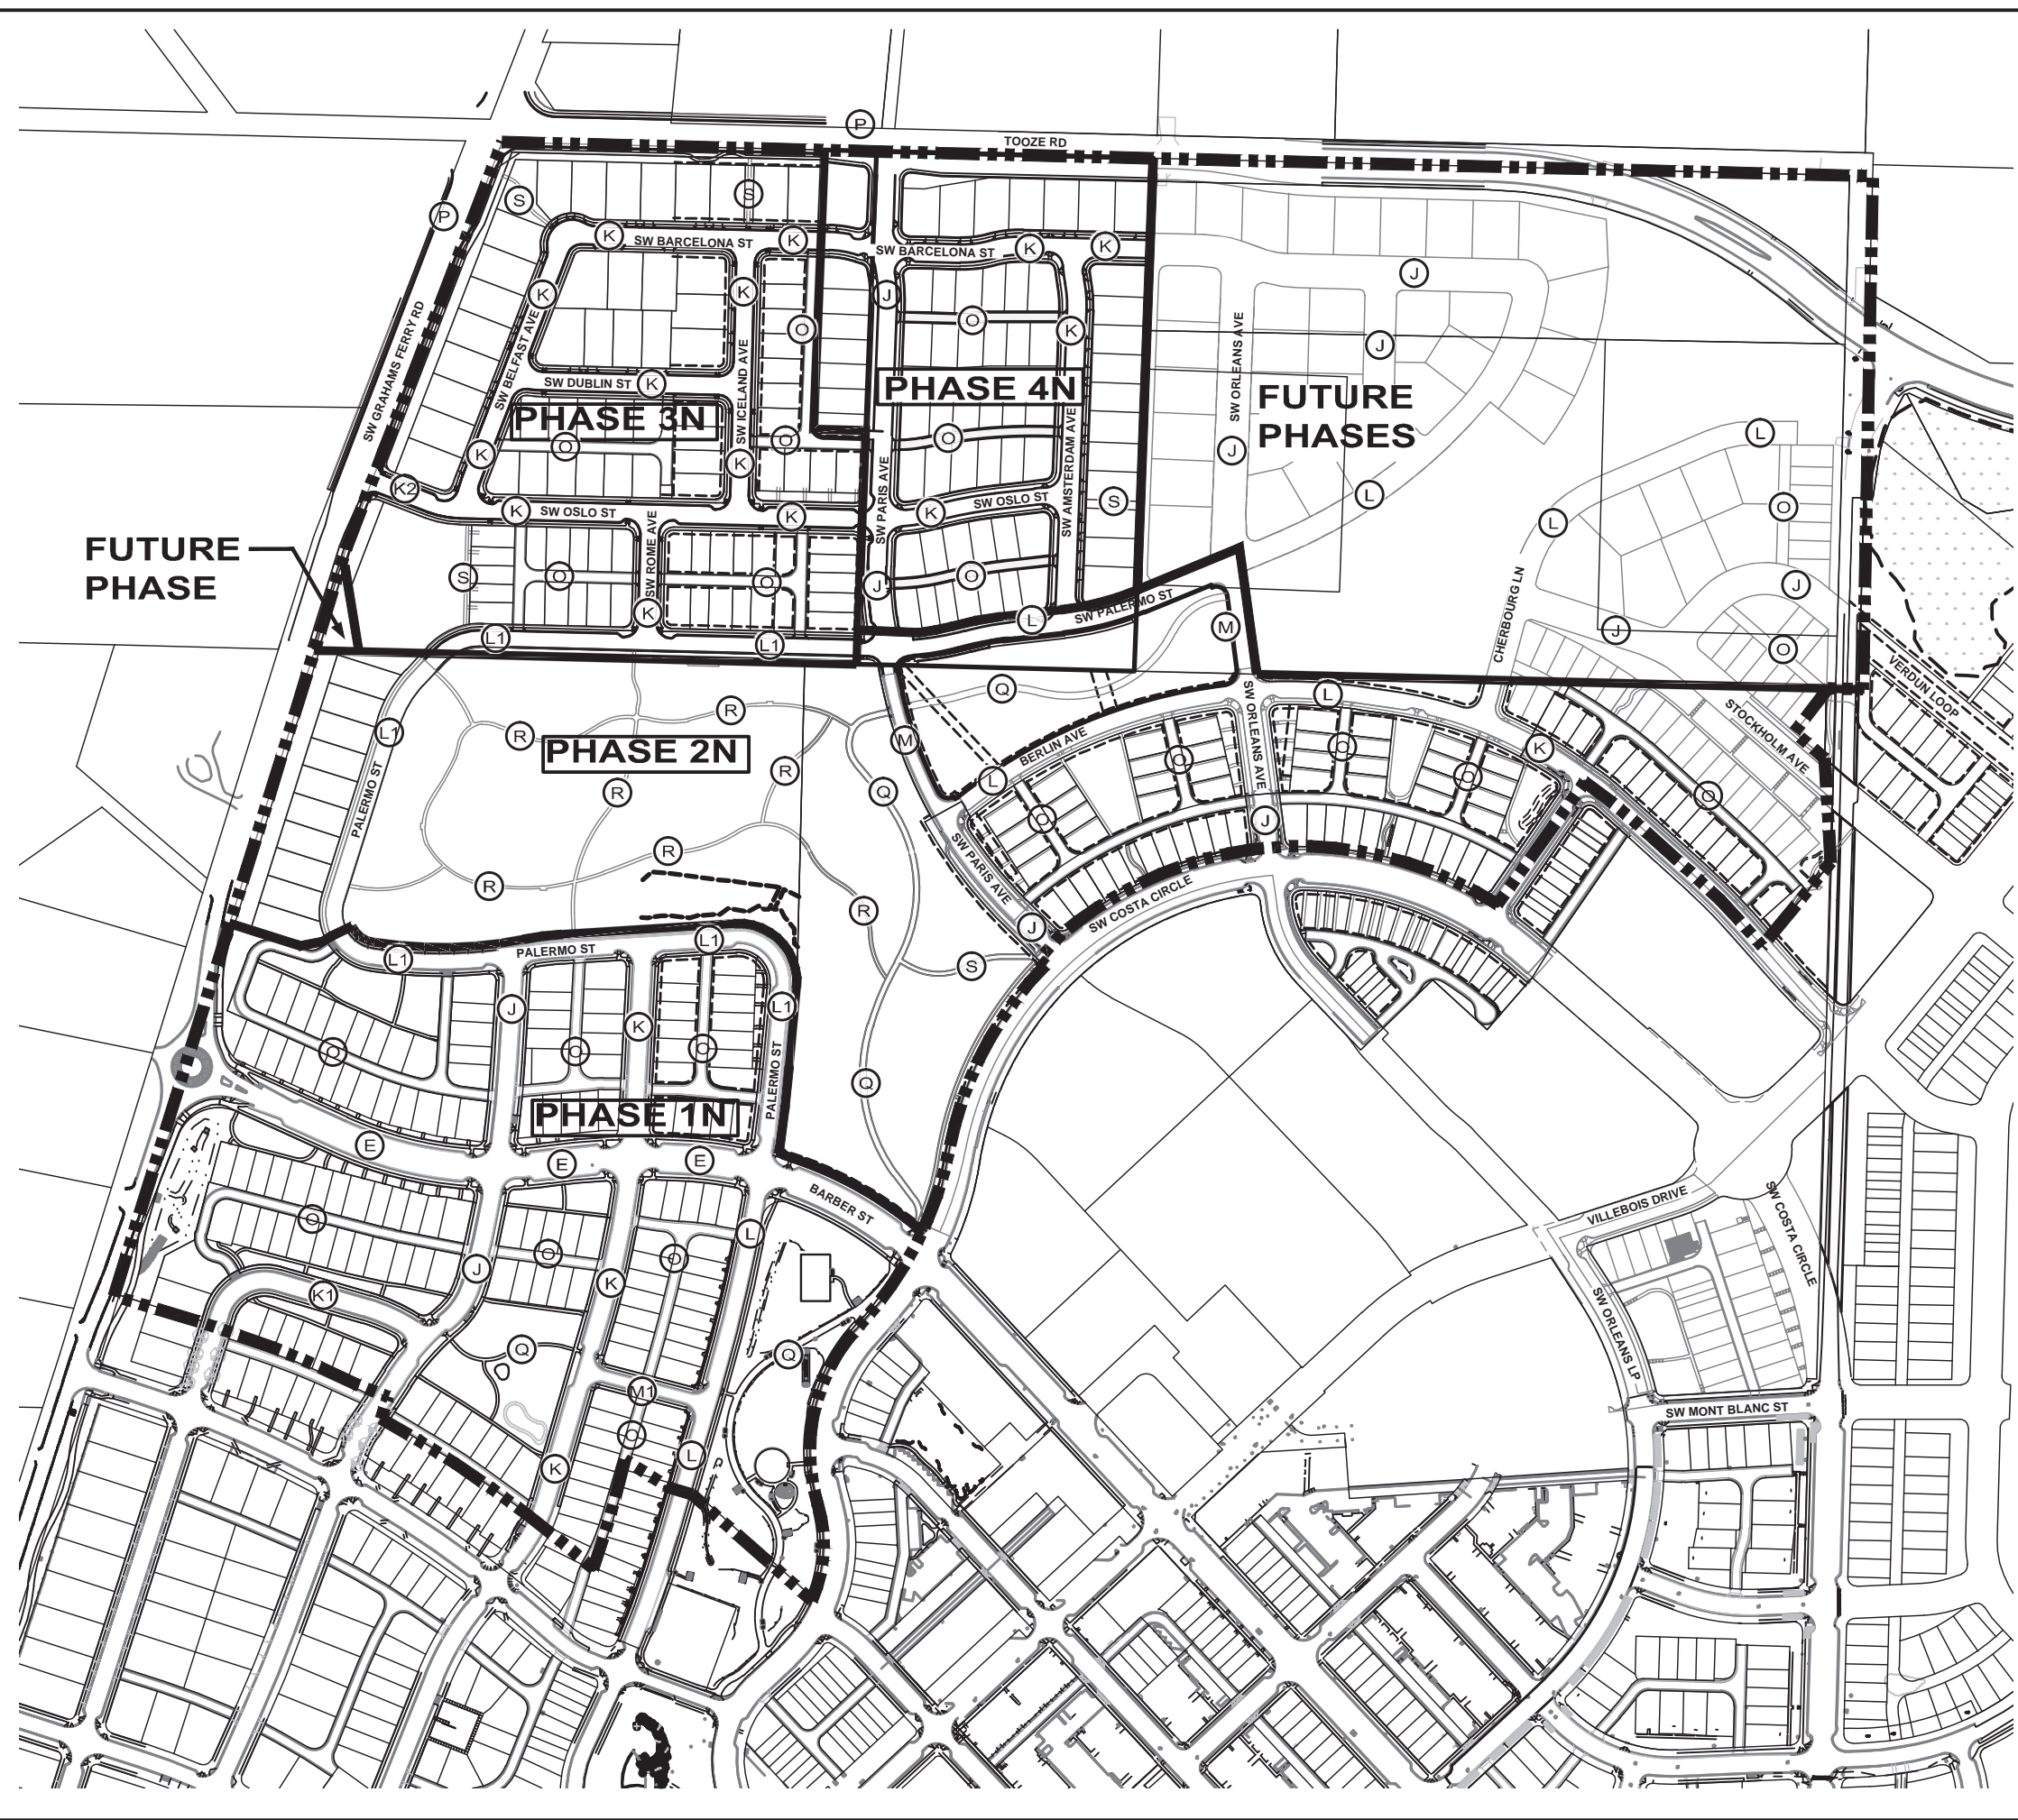 P
TOOZE RD
S
S
P
K
SW BARCELONA ST
K
SW BARCELONA ST
K
K
J
K
K
J
O
O
K
J
SW GRAHAMS FERRY RD
SW BELFAST AVE
SW ICELAND AVE
SW ORLEANS AVE
SW DUBLIN ST
K
PHASE 4N
FUTURE
PHASES
PHASE 3N
O
O
O
K
K
J
L
K2
SW PARIS AVE
SW AMSTERDAM AVE
L
S
O
K
SW OSLO ST
K
K
SW OSLO ST
L
FUTURE
PHASE
S
O
SW ROME AVE
O
J
O
J
K
L
SW PALERMO ST
CHERBOURG LN
L1
L1
M
J
O
VERDUN LOOP
Q
L
R
R
SW ORLEANS AVE
STOCKHOLM AVE
L1
PHASE 2N
M
BERLIN AVE
O
O
K
R
R
Q
L
O
O
PALERMO ST
O
J
R
SW PARIS AVE
R
R
SW COSTA CIRCLE
J
L1
PALERMO ST
L1
S
J
K
L1
O
O
O
PALERMO ST
Q
PHASE 1N
E
E
E
BARBER ST
VILLEBOIS DRIVE
SW COSTA CIRCLE
O
L
O
O
J
K
K1
SW ORLEANS LP
Q
Q
M1
SW MONT BLANC ST
O
K
L